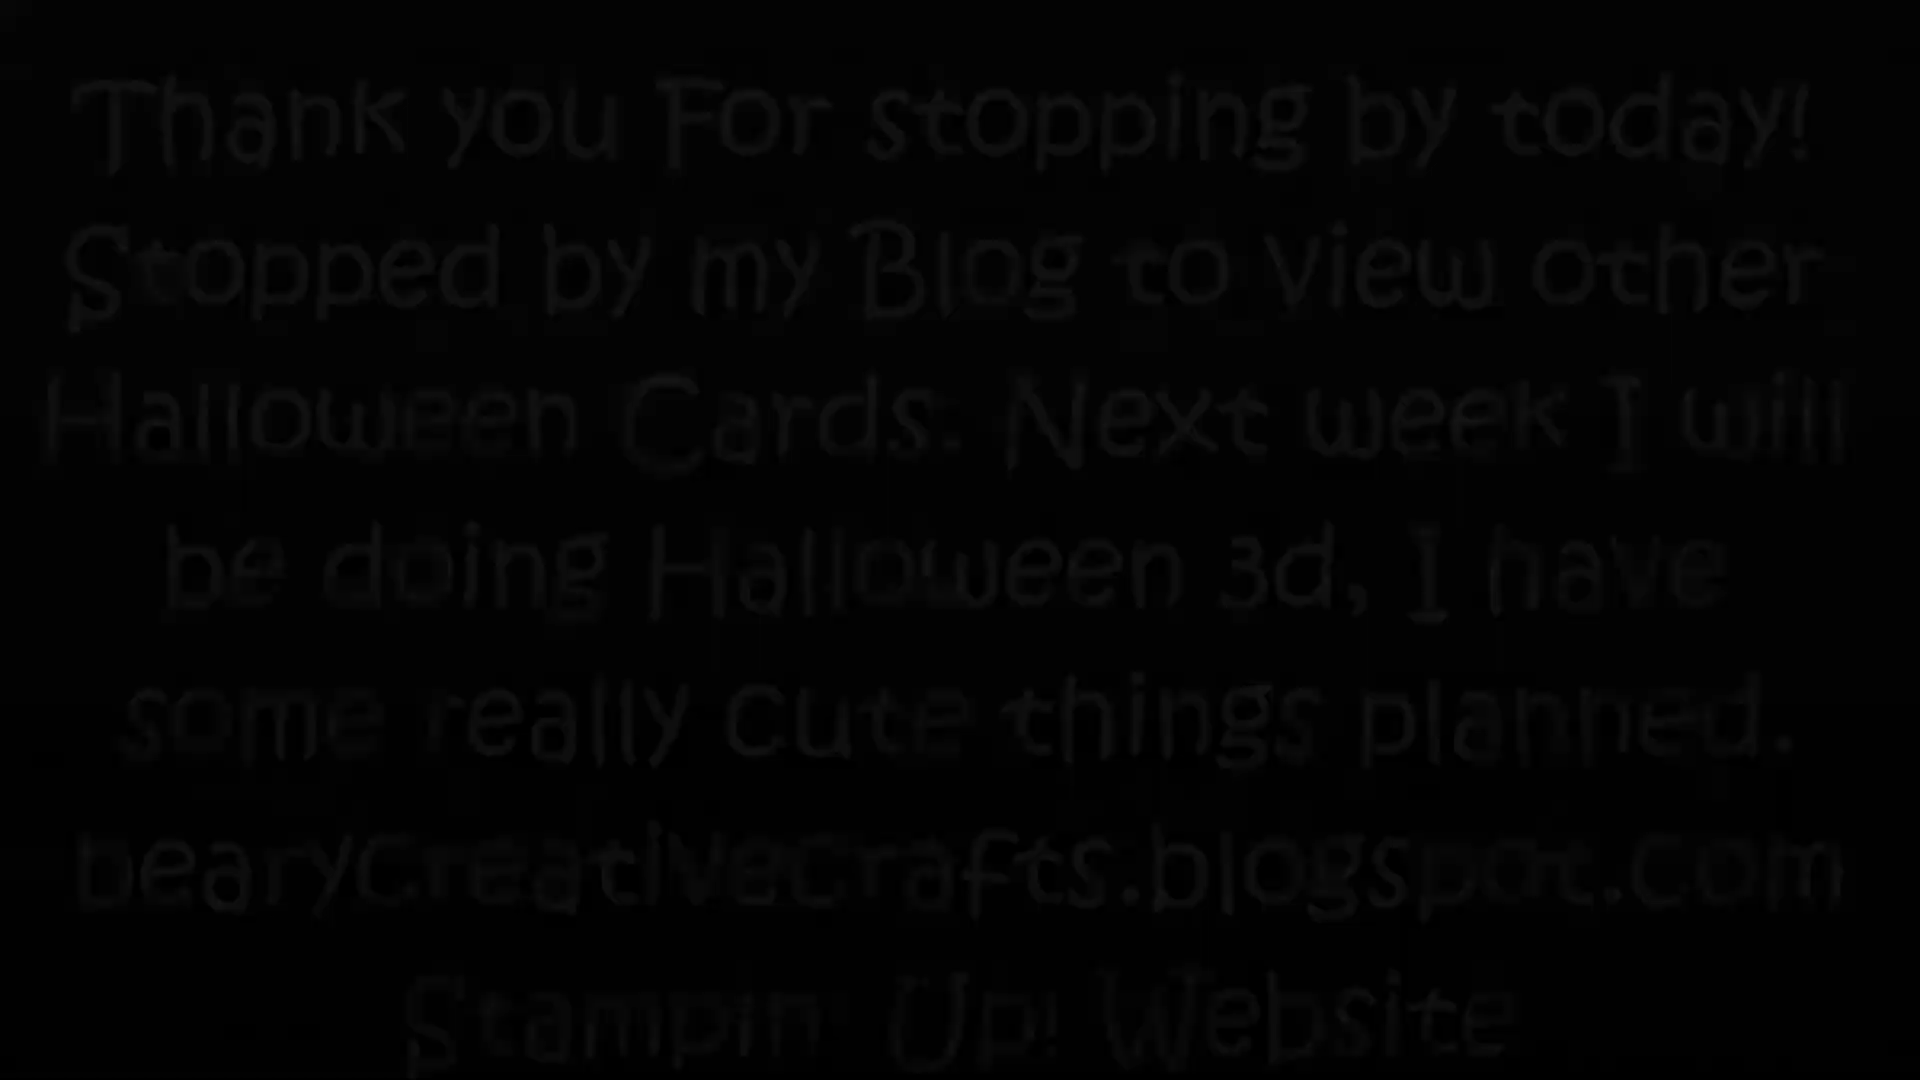 Thank you For stopping by today!
Stopped by my Blog to view other
Halloween Cards. Next week I will
be doing Halloween 3d, I have
some really cute things planned.
bearycreativecrafts.blogspot.com
Stampin' Up! Website